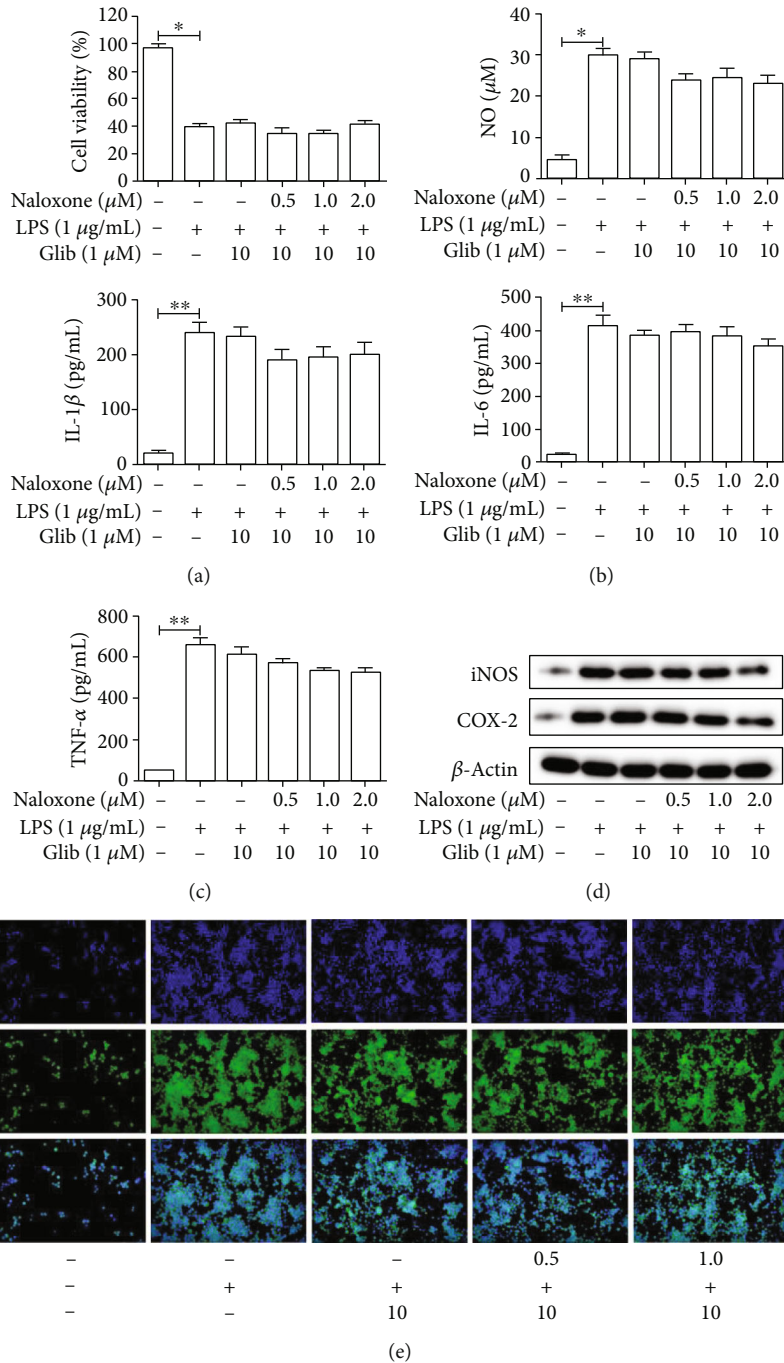 120
100
80
60
40
20
0
Cell viability (%)
*
Naloxone (μM) – – – 0.5 1.0 2.0
LPS (1 μg/mL) – + + + + +
Glib (1 μM) – – 10 10 10 10
40
30
20
10
0
NO (μM)
*
Naloxone (μM) – – – 0.5 1.0 2.0
LPS (1 μg/mL) – + + + + +
Glib (1 μM) – – 10 10 10 10
300
200
100
0
IL-1β (pg/mL)
**
Naloxone (μM) – – – 0.5 1.0 2.0
LPS (1 μg/mL) – + + + + +
Glib (1 μM) – – 10 10 10 10
(a)
500
400
300
200
100
0
IL-6 (pg/mL)
**
Naloxone (μM) – – – 0.5 1.0 2.0
LPS (1 μg/mL) – + + + + +
Glib (1 μM) – – 10 10 10 10
(b)
800
600
400
200
0
TNF-α (pg/mL)
**
Naloxone (μM) – – – 0.5 1.0 2.0
LPS (1 μg/mL) – + + + + +
Glib (1 μM) – – 10 10 10 10
(c)
iNOS
COX-2
β-Actin
Naloxone (μM) – – – 0.5 1.0 2.0
LPS (1 μg/mL) – + + + + +
Glib (1 μM) – – 10 10 10 10
(d)
– – – 0.5 1.0
– + + + +
– – 10 10 10
(e)